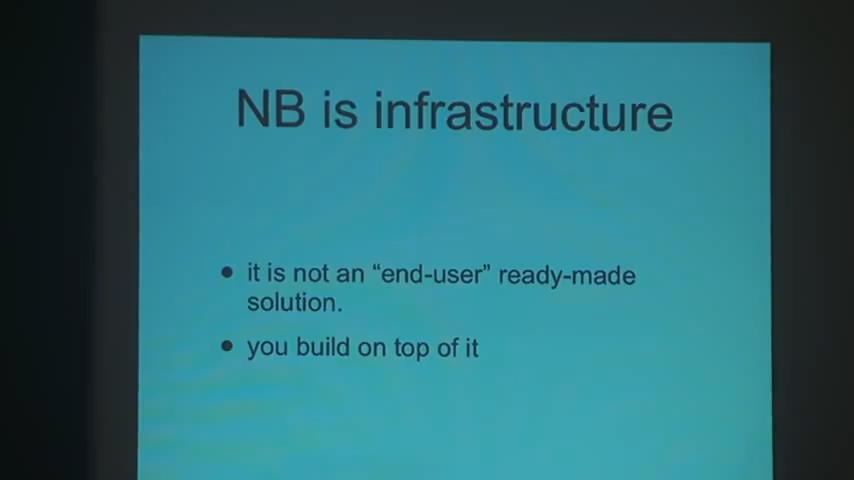 NB is infrastructure
• it is not an “end-user” ready-made
solution.
• you build on top of it